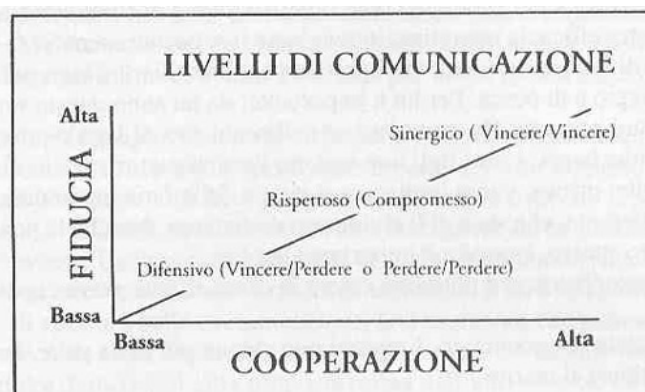 LIVELLI DI COMUNICAZIONE
Alta
Sinergico (Vincere/Vincere)
FIDUCIA
Rispettoso (Compromesso)
Difensivo (Vincere/Perdere o Perdere/Perdere)
Bassa
Bassa
Alta
COOPERAZIONE